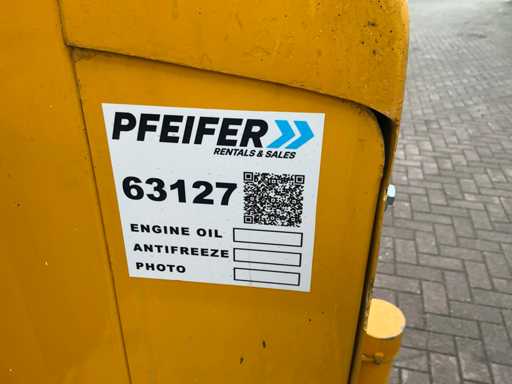 PFEIFER
RENTALS & SALES
63127
ENGINE OIL
ANTIFREEZE
PHOTO